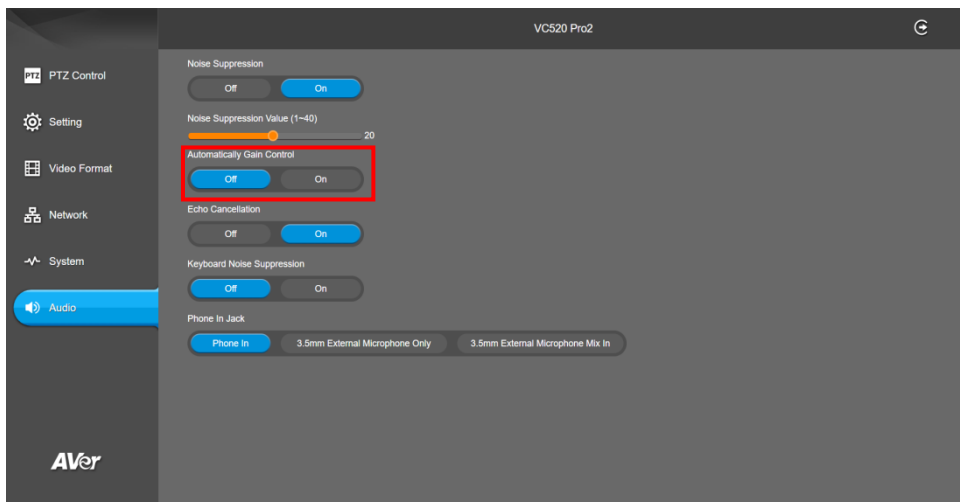 VC520 Pro2
PTZ PTZ Control
Setting
Video Format
Network
System
Audio
AVer
Noise Suppression
Off On
Noise Suppression Value (1~40)
20
Automatically Gain Control
Off On
Echo Cancellation
Off On
Keyboard Noise Suppression
Off On
Phone In Jack
Phone In 3.5mm External Microphone Only 3.5mm External Microphone Mix In